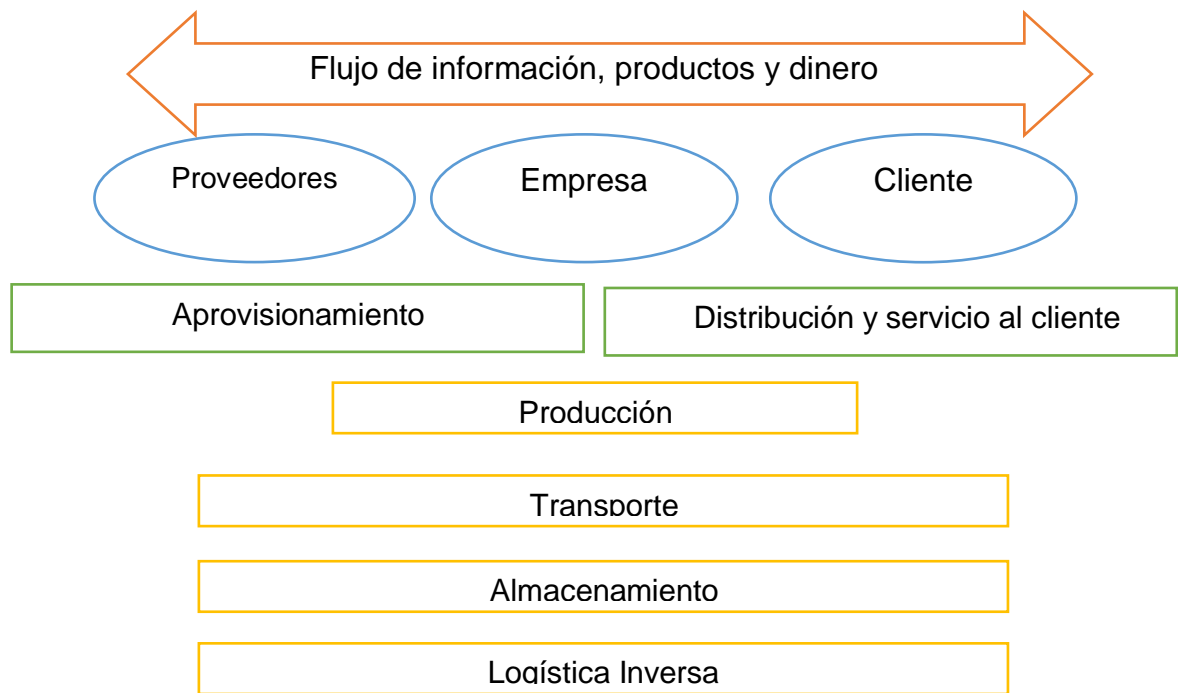 Flujo de información, productos y dinero
Proveedores
Empresa
Cliente
Aprovisionamiento
Distribución y servicio al cliente
Producción
Transporte
Almacenamiento
Logística Inversa